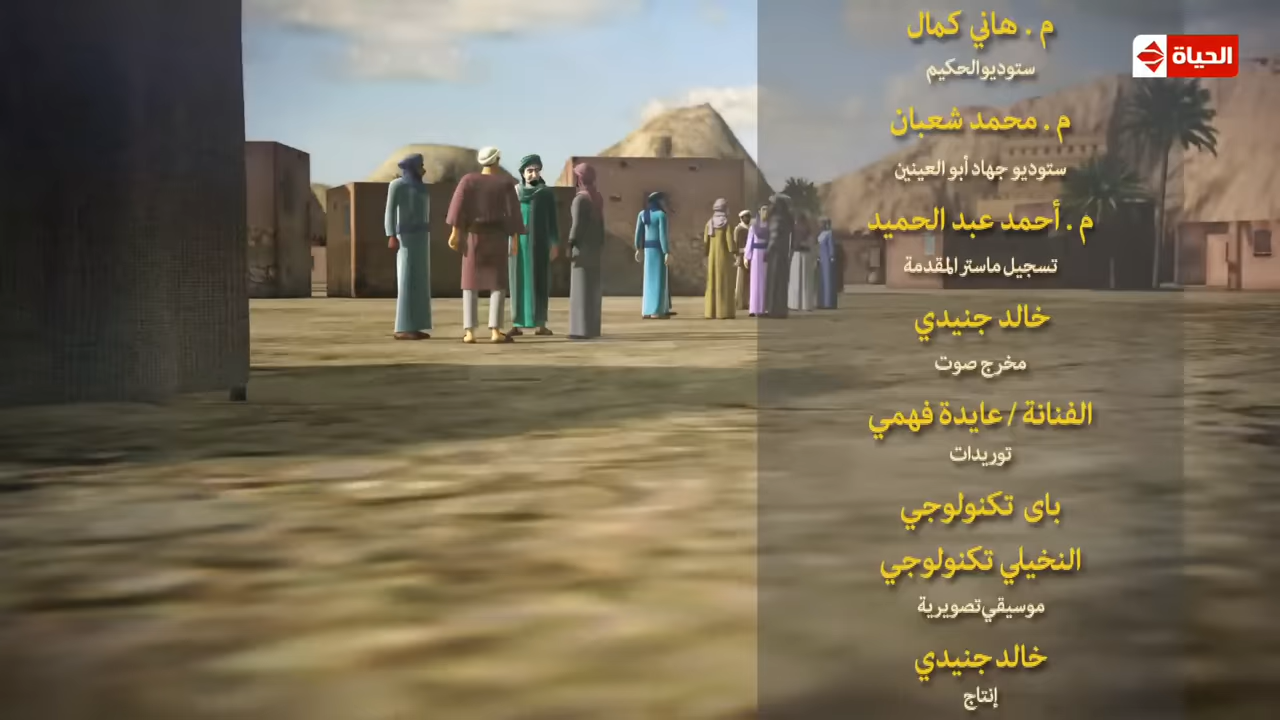 م . هاني كمال
الحياة
ستوديو الحكيم
م . محمد شعبان
ستوديو جهاد أبو العينين
م . أحمد عبد الحميد
تسجيل ماستر المقدمة
خالد جنيدي
مخرج صوت
الفنانة / عايدة فهمي
توريدات
باى تكنولوجي
النخيلي تكنولوجي
موسيقي تصويرية
خالد جنيدي
إنتاج